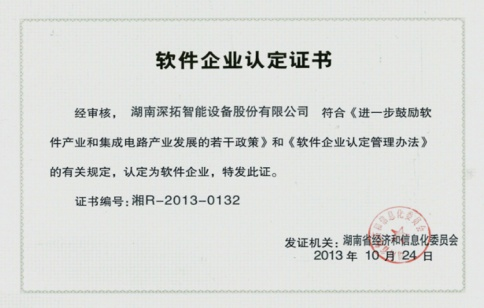 软件企业认定证书
经审核，湖南深拓智能设备股份有限公司 符合《进一步鼓励软
件产业和集成电路产业发展的若干政策》和《软件企业认定管理办法》
的有关规定，认定为软件企业，特发此证。
证书编号：湘R-2013-0132
发证机关：湖南省经济和信息化委员会
2013 年 10 月 24 日